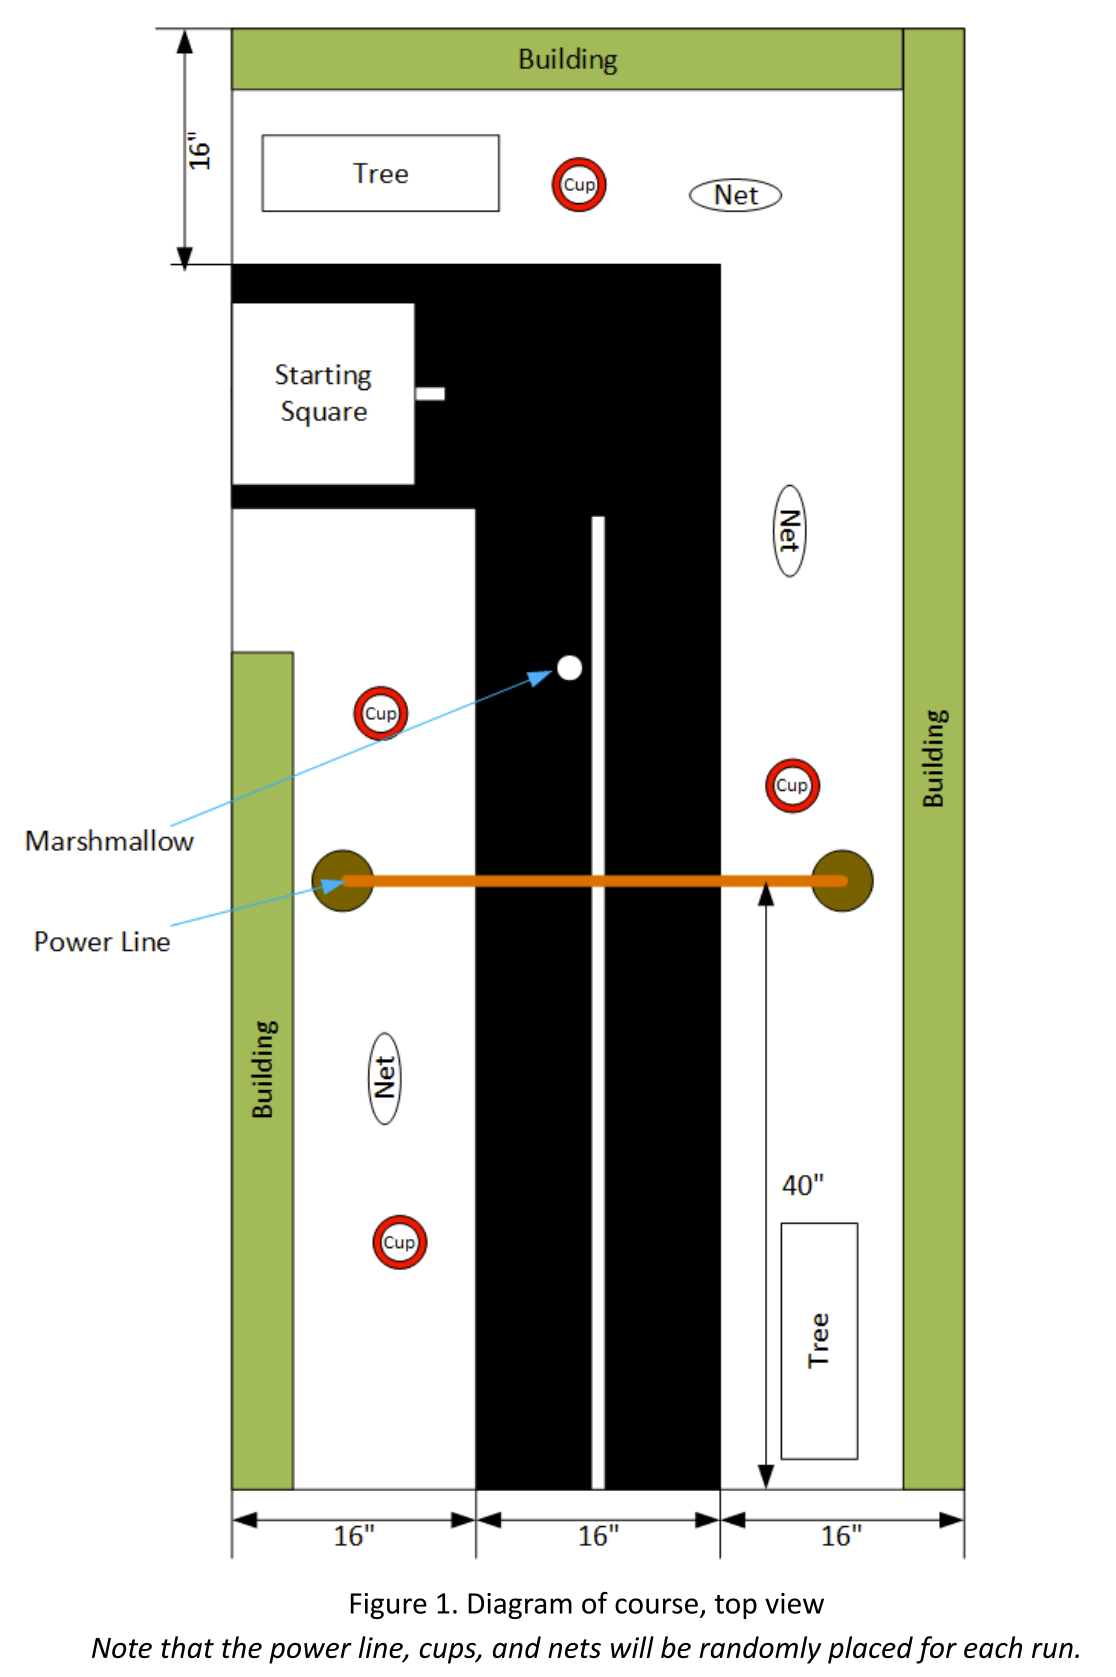 Building
16"
Tree
Cup
Net
Starting
Square
Net
Cup
Building
Cup
Marshmallow
Power Line
Building
Net
40"
Cup
Tree
16"
16"
16"
Figure 1. Diagram of course, top view
Note that the power line, cups, and nets will be randomly placed for each run.